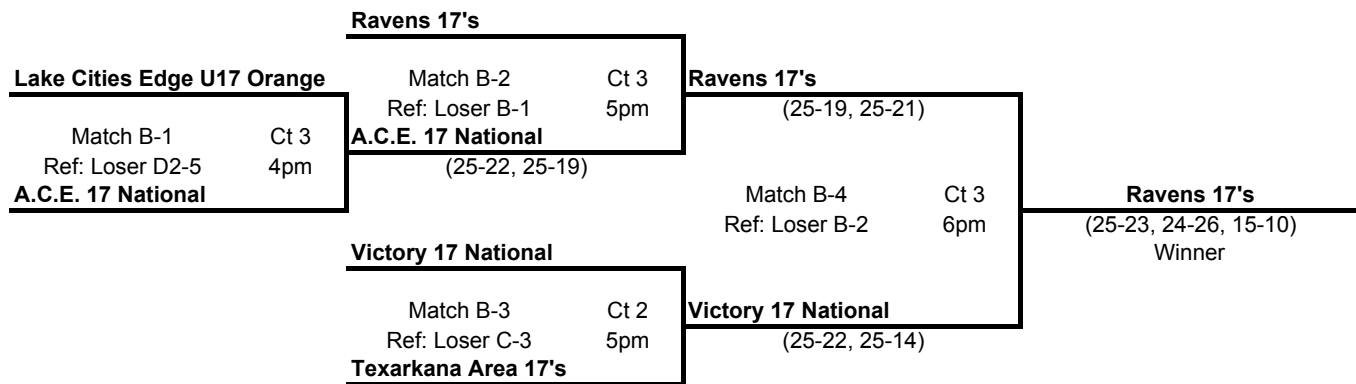 Ravens 17's
Lake Cities Edge U17 Orange
Match B-2 Ct 3
Ravens 17's
Ref: Loser B-1 5pm
(25-19, 25-21)
Match B-1 Ct 3
A.C.E. 17 National
Ref: Loser D2-5 4pm
(25-22, 25-19)
A.C.E. 17 National
Match B-4 Ct 3
Ravens 17's
Ref: Loser B-2 6pm
(25-23, 24-26, 15-10)
Victory 17 National
Winner
Match B-3 Ct 2
Victory 17 National
Ref: Loser C-3 5pm
(25-22, 25-14)
Texarkana Area 17's